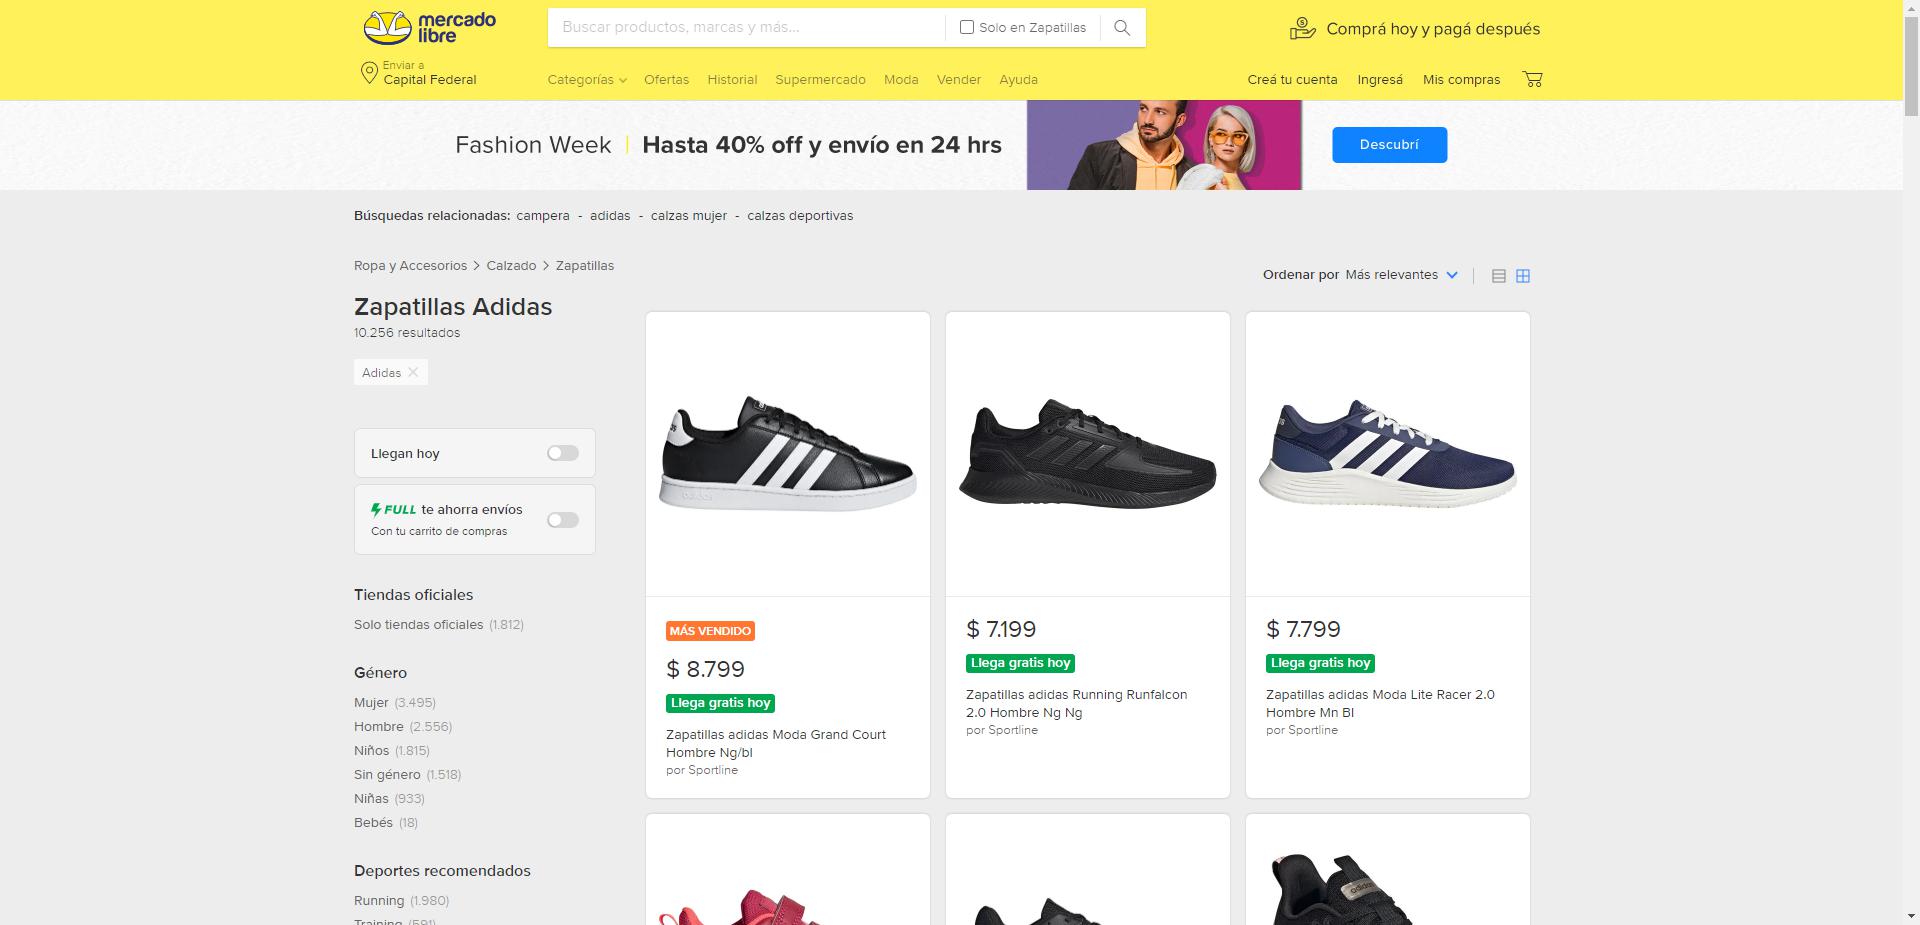 mercado
libre
Buscar productos, marcas y más...
Solo en Zapatillas
Comprá hoy y pagá después
Enviar a
Capital Federal
Categorías
Ofertas
Historial
Supermercado
Moda
Vender
Ayuda
Creá tu cuenta
Ingresá
Mis compras
Fashion Week | Hasta 40% off y envío en 24 hrs
Descubrí
Búsquedas relacionadas: campera - adidas - calzas mujer - calzas deportivas
Ropa y Accesorios > Calzado > Zapatillas
Ordenar por Más relevantes
Zapatillas Adidas
10.256 resultados
Adidas
Llegan hoy
FULL te ahorra envíos
Con tu carrito de compras
Tiendas oficiales
Solo tiendas oficiales (1.812)
Género
Mujer (3.495)
Hombre (2.556)
Niños (1.815)
Sin género (1.518)
Niñas (933)
Bebés (18)
Deportes recomendados
Running (1.980)
Training (591)
MÁS VENDIDO
$ 8.799
Llega gratis hoy
Zapatillas adidas Moda Grand Court
Hombre Ng/bl
por Sportline
$ 7.199
Llega gratis hoy
Zapatillas adidas Running Runfalcon
2.0 Hombre Ng Ng
por Sportline
$ 7.799
Llega gratis hoy
Zapatillas adidas Moda Lite Racer 2.0
Hombre Mn Bl
por Sportline
adidas